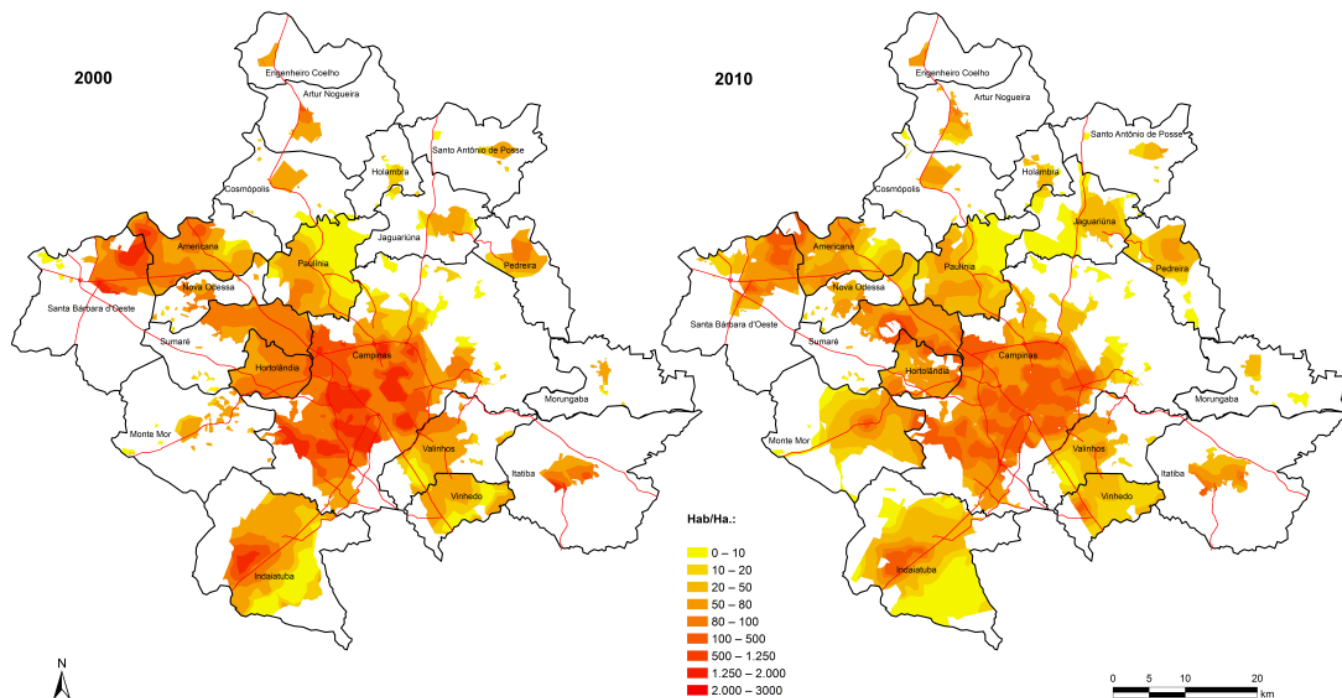 2000
Engenheiro Coelho
Artur Nogueira
Santo Antônio de Posse
Holambra
Cosmópolis
Jaguariúna
Americana
Paulínia
Pedreira
Nova Odessa
Santa Bárbara d'Oeste
Sumaré
Campinas
Hortolândia
Morungaba
Monte Mor
Valinhos
Itatiba
Vinhedo
Indaiatuba
N
2010
Engenheiro Coelho
Artur Nogueira
Santo Antônio de Posse
Holambra
Cosmópolis
Jaguariúna
Americana
Paulínia
Pedreira
Nova Odessa
Santa Bárbara d'Oeste
Sumaré
Campinas
Hortolândia
Morungaba
Monte Mor
Valinhos
Itatiba
Vinhedo
Indaiatuba
Hab/Ha.:
0 – 10
10 – 20
20 – 50
50 – 80
80 – 100
100 – 500
500 – 1.250
1.250 – 2.000
2.000 – 3000
0 5 10 20
km